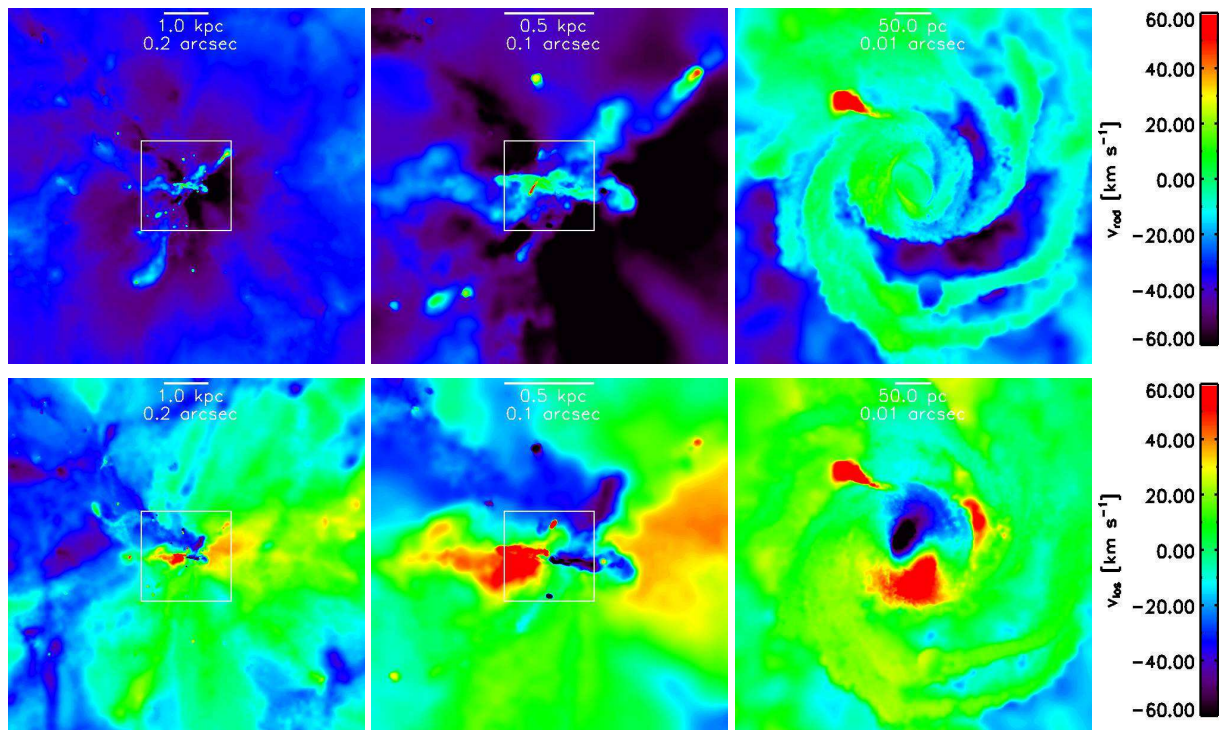 1.0 kpc
0.2 arcsec
0.5 kpc
0.1 arcsec
50.0 pc
0.01 arcsec
60.00
40.00
20.00
0.00
−20.00
−40.00
−60.00
v_rad [km s⁻¹]
1.0 kpc
0.2 arcsec
0.5 kpc
0.1 arcsec
50.0 pc
0.01 arcsec
60.00
40.00
20.00
0.00
−20.00
−40.00
−60.00
v_los [km s⁻¹]